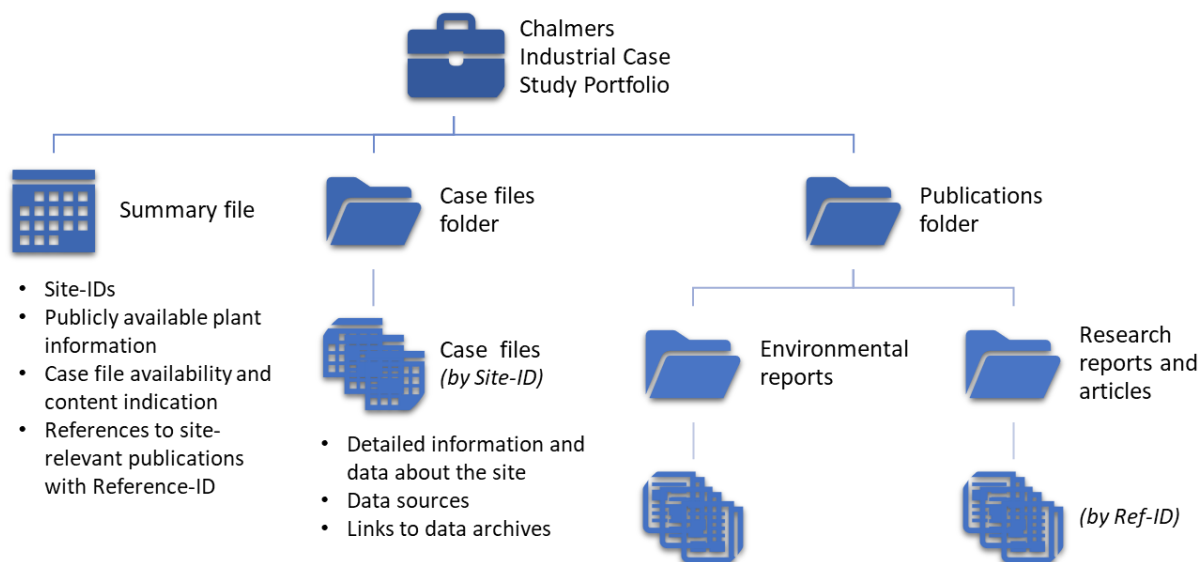 Chalmers
Industrial Case
Study Portfolio
Summary file
Case files
folder
Publications
folder
• Site-IDs
• Publicly available plant
information
• Case file availability and
content indication
• References to site-
relevant publications
with Reference-ID
Case files
(by Site-ID)
• Detailed information and
data about the site
• Data sources
• Links to data archives
Environmental
reports
Research
reports and
articles
(by Ref-ID)